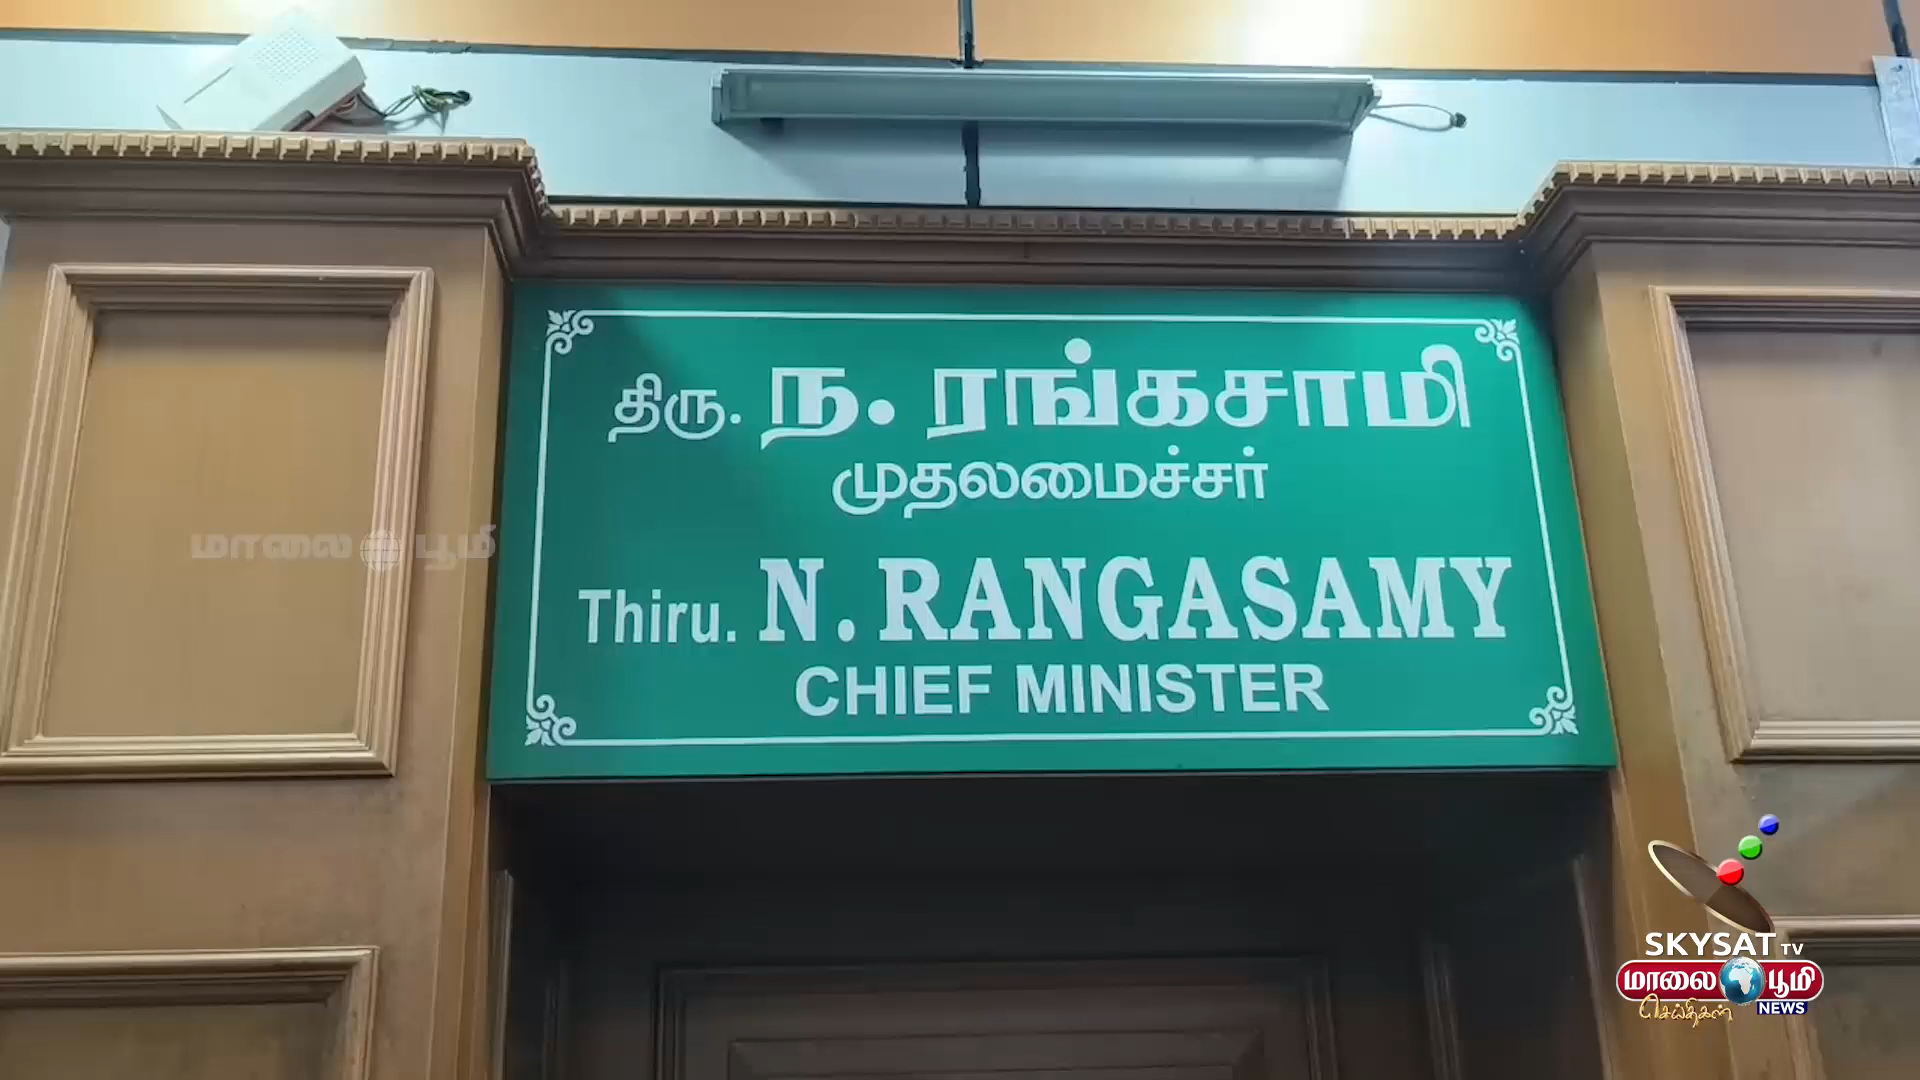 திரு. ந. ரங்கசாமி
முதலமைச்சர்
மாலை பூமி
Thiru. N. RANGASAMY
CHIEF MINISTER
SKYSAT TV
மாலை பூமி
செய்திகள் NEWS